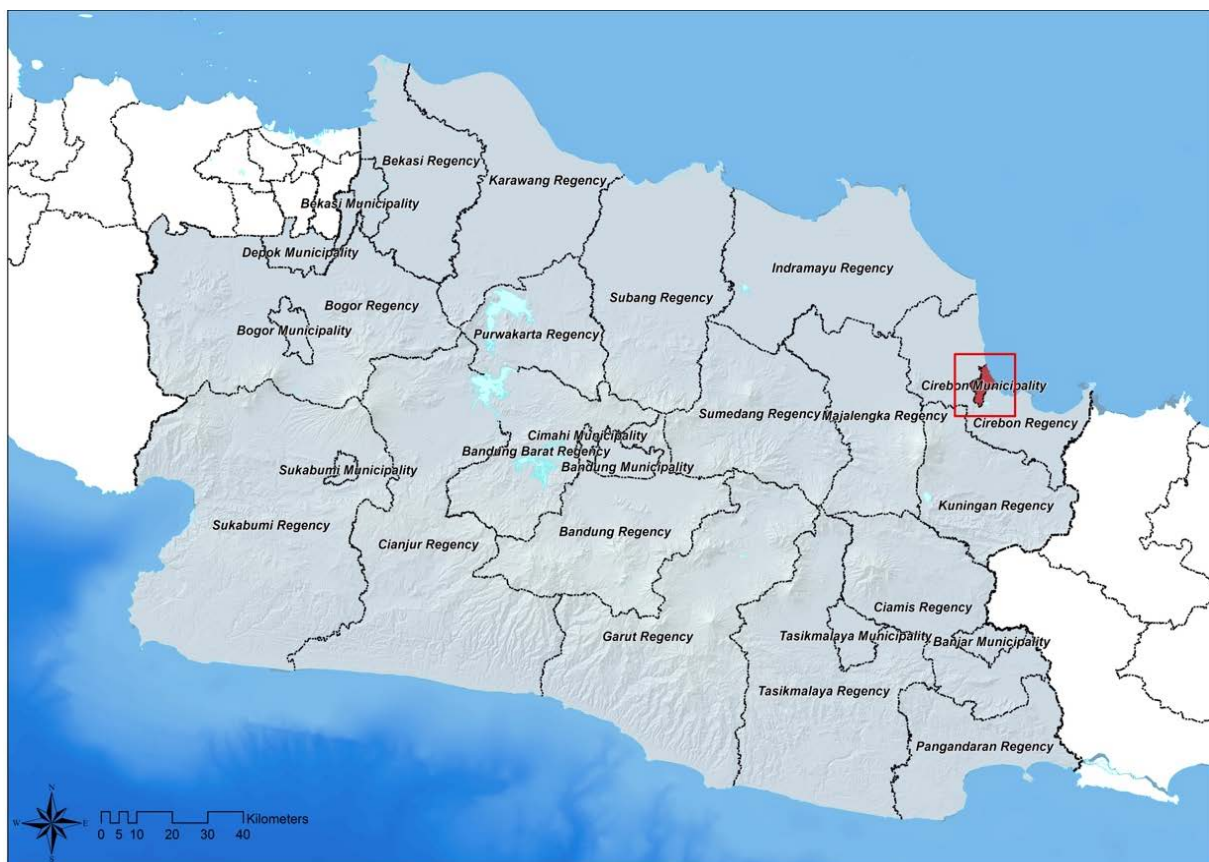 Bekasi Regency
Karawang Regency
Bekasi Municipality
Depok Municipality
Indramayu Regency
Subang Regency
Bogor Regency
Bogor Municipality
Purwakarta Regency
Cirebon Municipality
Sumedang Regency
Majalengka Regency
Cirebon Regency
Cimahi Municipality
Bandung Barat Regency
Bandung Municipality
Sukabumi Municipality
Kuningan Regency
Sukabumi Regency
Bandung Regency
Cianjur Regency
Ciamis Regency
Garut Regency
Tasikmalaya Municipality
Banjar Municipality
Tasikmalaya Regency
Pangandaran Regency
N
W E
S
Kilometers
0 5 10 20 30 40